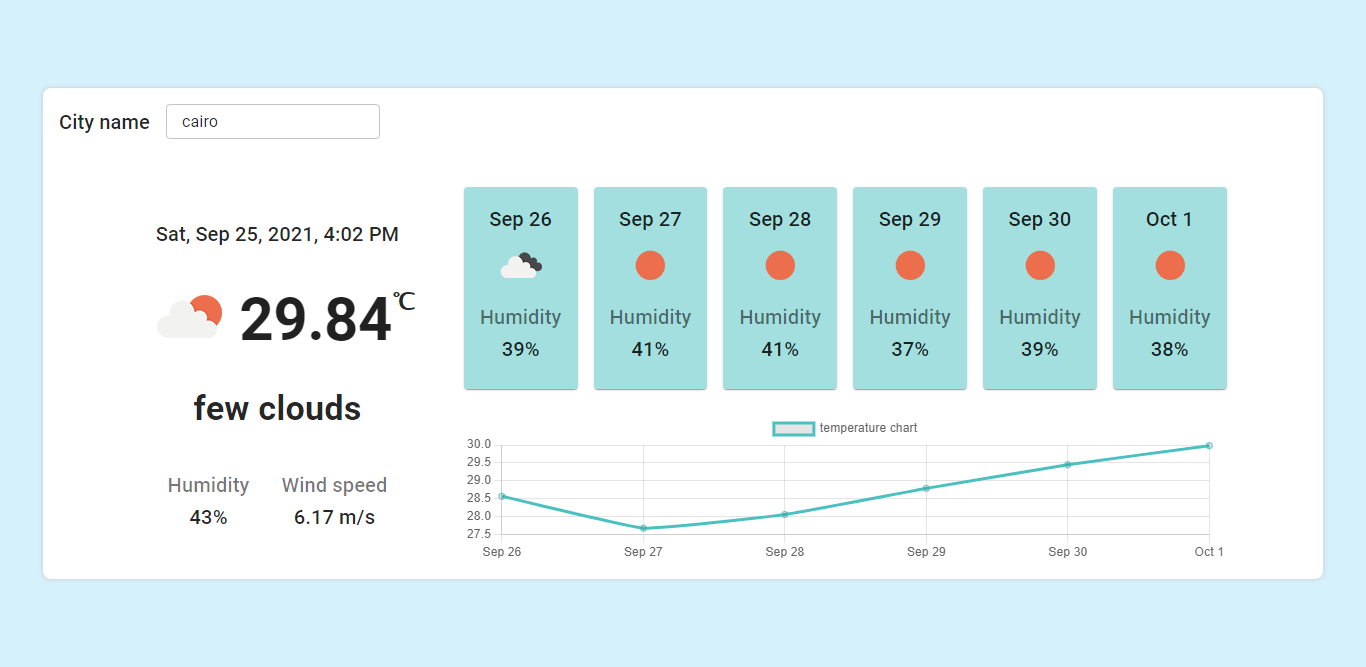 City name cairo
Sat, Sep 25, 2021, 4:02 PM
29.84℃
few clouds
Humidity Wind speed
43% 6.17 m/s
Sep 26 Sep 27 Sep 28 Sep 29 Sep 30 Oct 1
Humidity Humidity Humidity Humidity Humidity Humidity
39% 41% 41% 37% 39% 38%
temperature chart
30.0
29.5
29.0
28.5
28.0
27.5
Sep 26 Sep 27 Sep 28 Sep 29 Sep 30 Oct 1